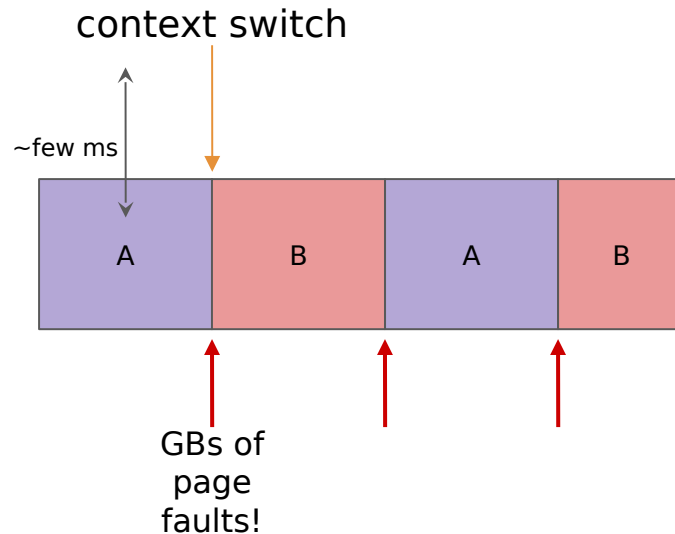 context switch
~few ms
A
B
A
B
GBs of
page
faults!